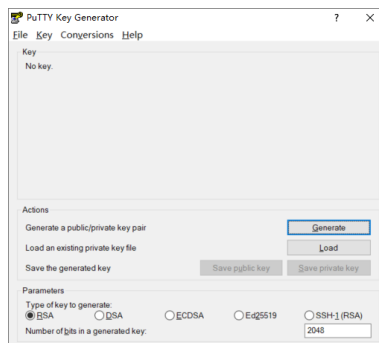 PuTTY Key Generator ? ×
File Key Conversions Help
Key
No key.
Actions
Generate a public/private key pair Generate
Load an existing private key file Load
Save the generated key Save public key Save private key
Parameters
Type of key to generate:
RSA DSA ECDSA Ed25519 SSH-1 (RSA)
Number of bits in a generated key: 2048